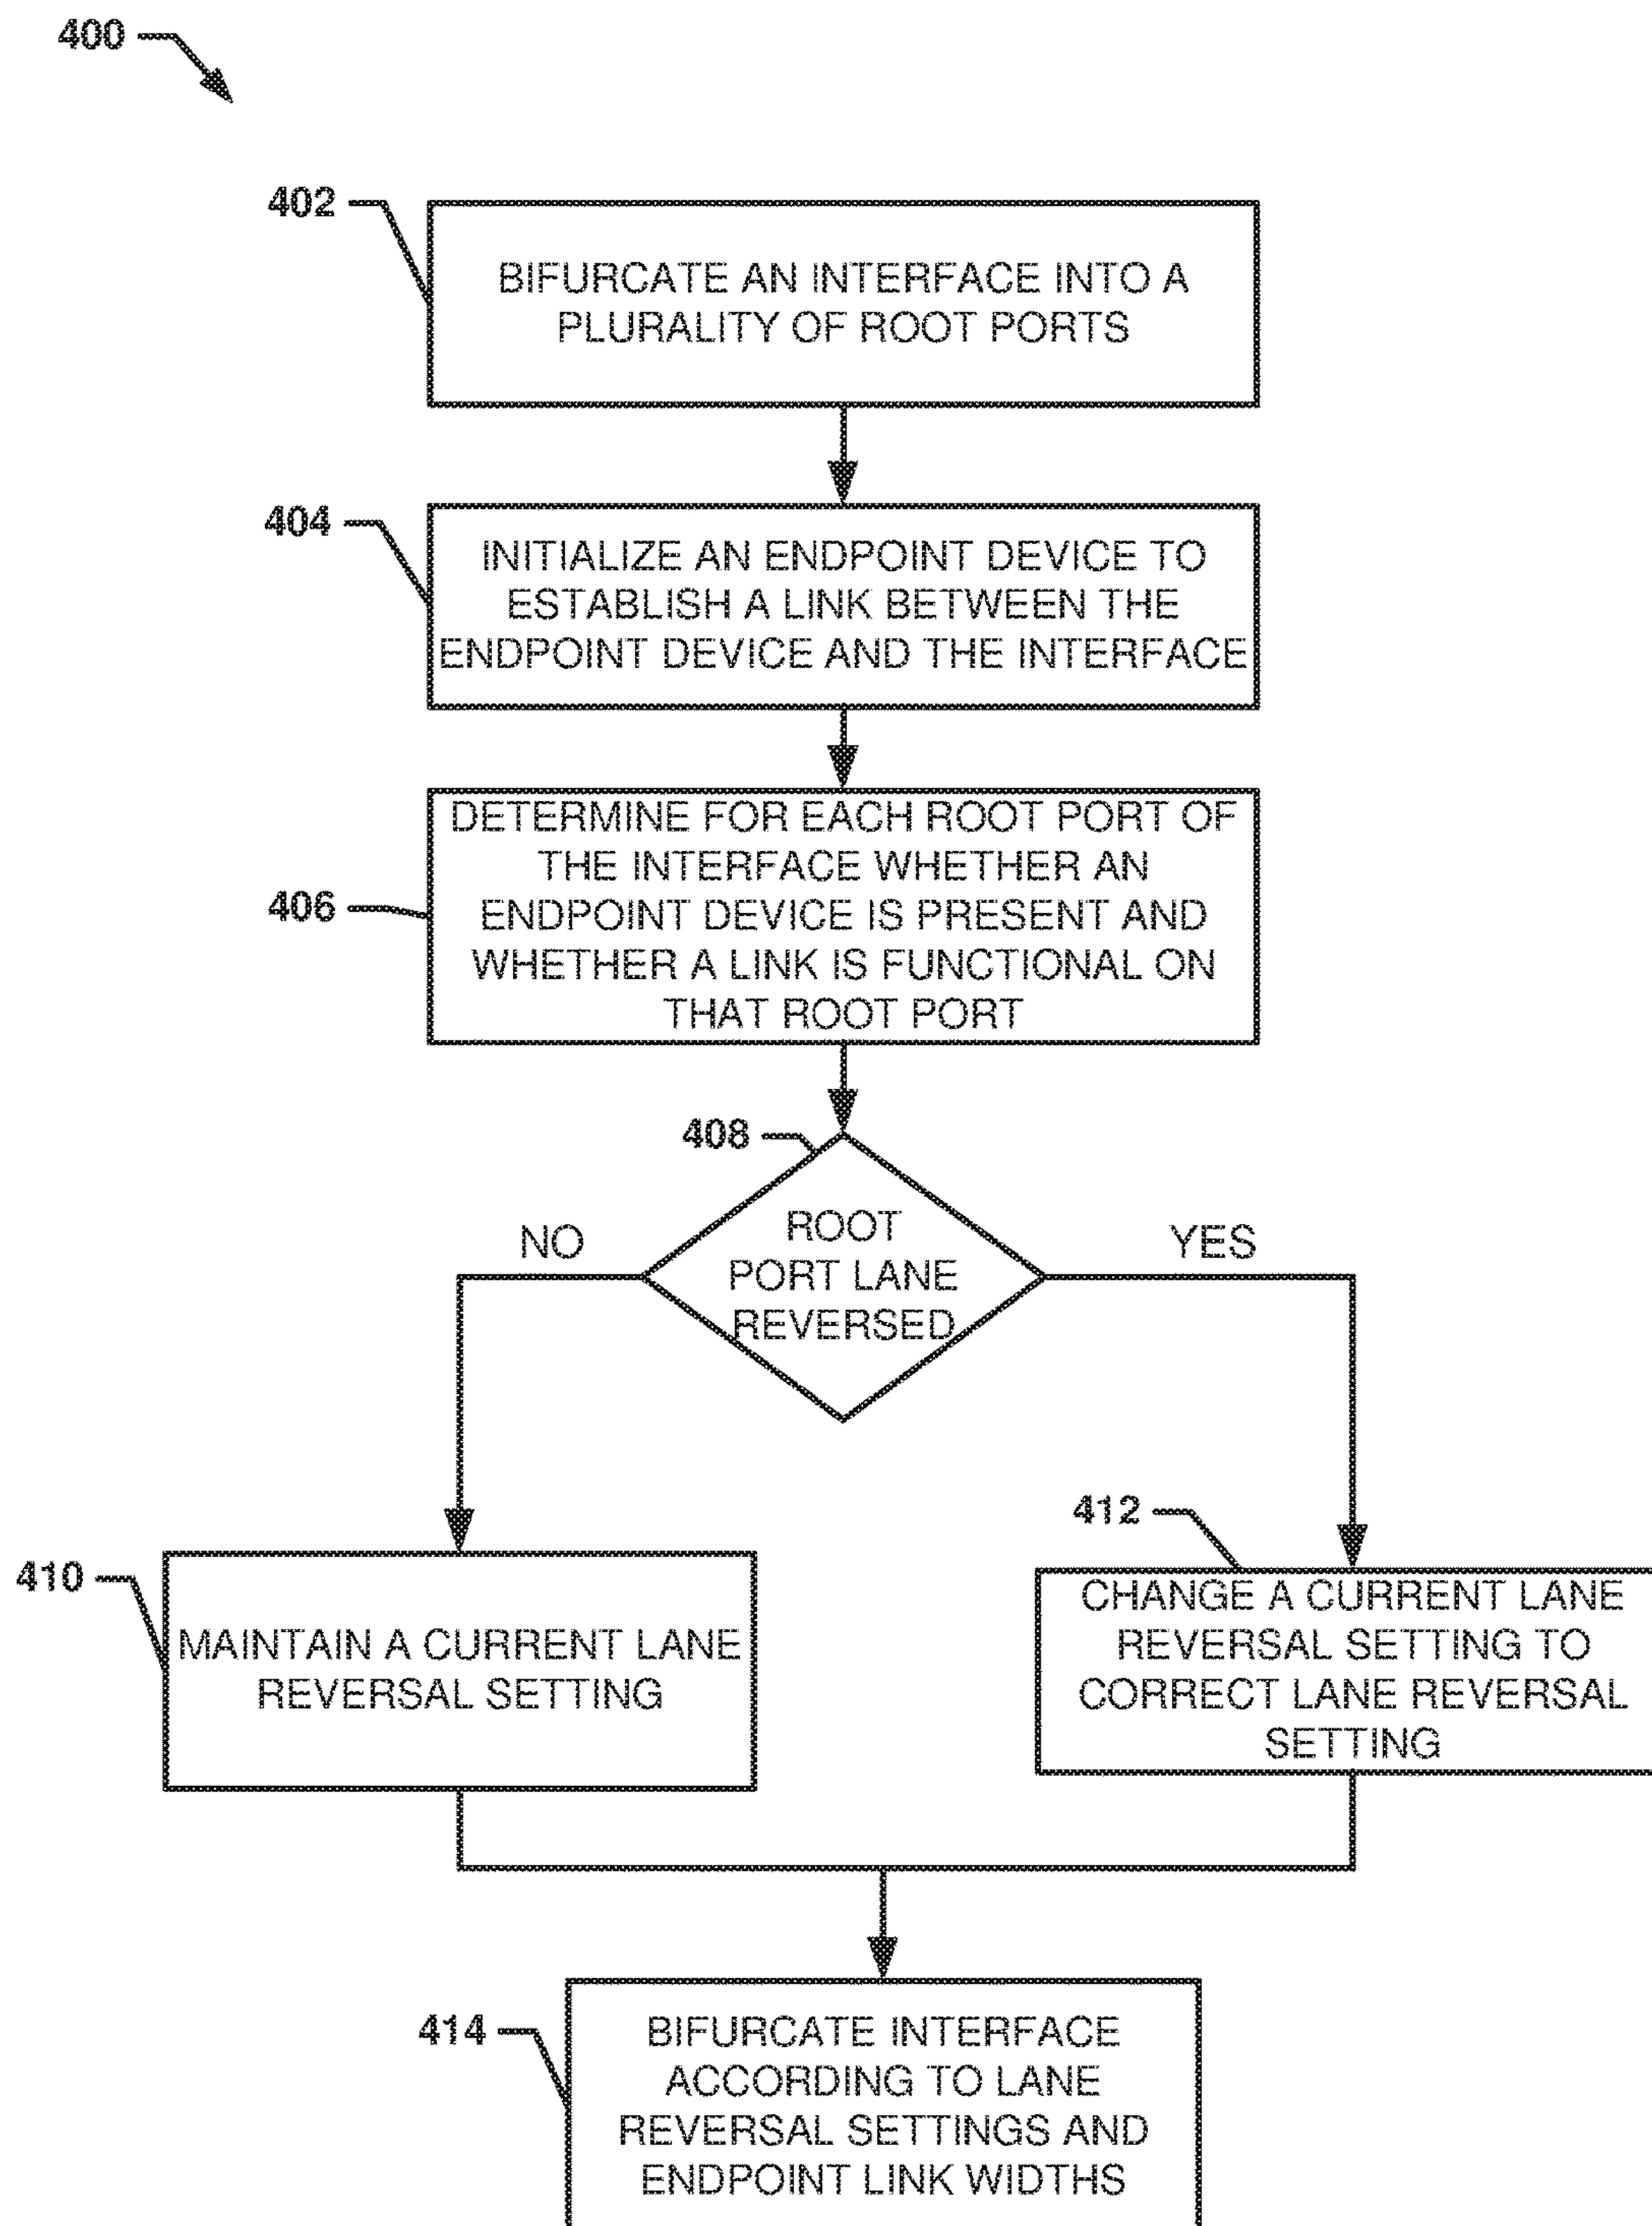 400
402
BIFURCATE AN INTERFACE INTO A
PLURALITY OF ROOT PORTS
404
INITIALIZE AN ENDPOINT DEVICE TO
ESTABLISH A LINK BETWEEN THE
ENDPOINT DEVICE AND THE INTERFACE
406
DETERMINE FOR EACH ROOT PORT OF
THE INTERFACE WHETHER AN
ENDPOINT DEVICE IS PRESENT AND
WHETHER A LINK IS FUNCTIONAL ON
THAT ROOT PORT
408
ROOT
PORT LANE
REVERSED
NO
YES
410
MAINTAIN A CURRENT LANE
REVERSAL SETTING
412
CHANGE A CURRENT LANE
REVERSAL SETTING TO
CORRECT LANE REVERSAL
SETTING
414
BIFURCATE INTERFACE
ACCORDING TO LANE
REVERSAL SETTINGS AND
ENDPOINT LINK WIDTHS